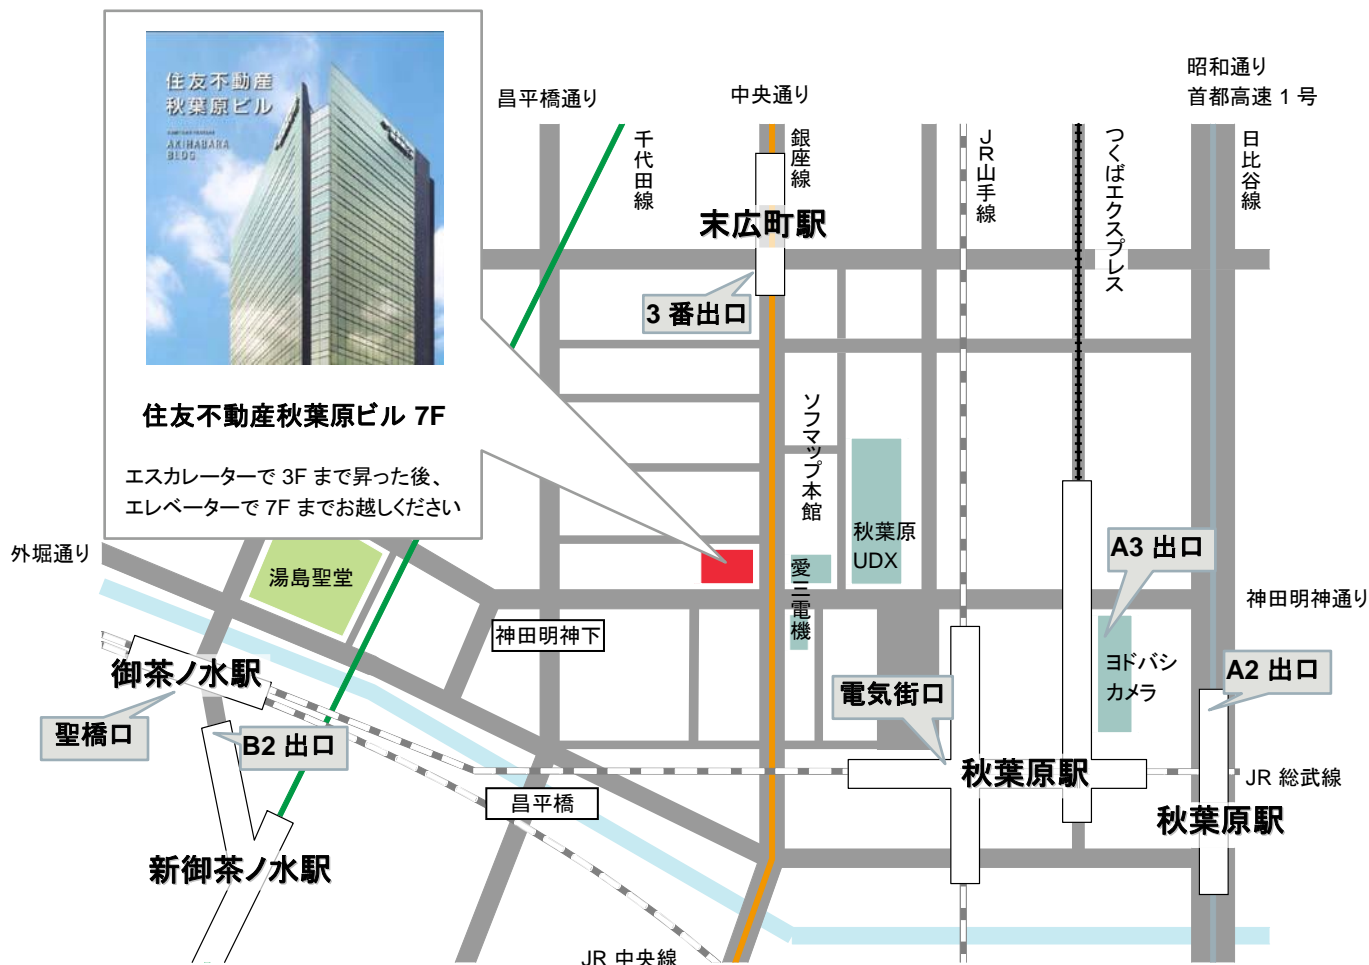 住友不動産
秋葉原ビル
AKIHABARA
BLDG.
住友不動産秋葉原ビル 7F
エスカレーターで 3F まで昇った後、
エレベーターで 7F までお越しください
昌平橋通り
中央通り
昭和通り
首都高速 1 号
千代田線
銀座線
JR山手線
つくばエクスプレス
日比谷線
末広町駅
3 番出口
ソフマップ本館
秋葉原
UDX
愛三電機
A3 出口
外堀通り
湯島聖堂
神田明神下
神田明神通り
ヨドバシ
カメラ
A2 出口
御茶ノ水駅
聖橋口
B2 出口
電気街口
秋葉原駅
JR 総武線
昌平橋
秋葉原駅
新御茶ノ水駅
JR 中央線